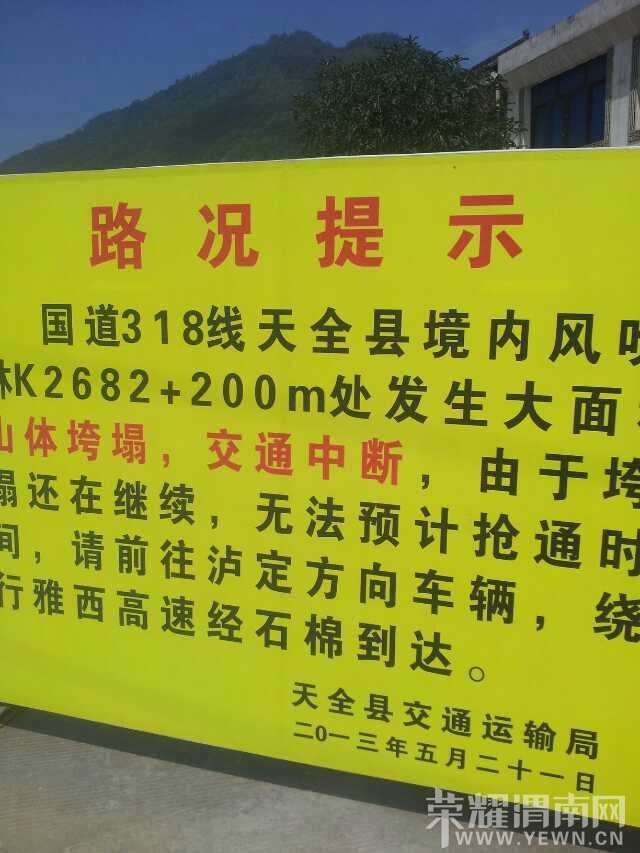 路况提示
国道318线天全县境内风吹
林K2682+200m处发生大面
山体垮塌，交通中断，由于垮
塌还在继续，无法预计抢通时
间，请前往泸定方向车辆，绕
行雅西高速经石棉到达。
天全县交通运输局
二0一三年五月二十一日
荣耀渭南网
WWW.YEWN.CN